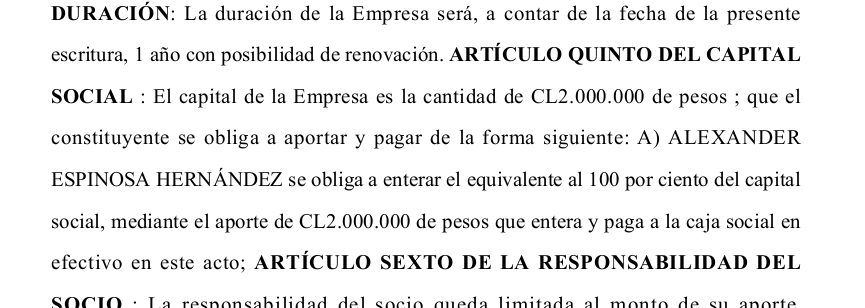 DURACIÓN: La duración de la Empresa será, a contar de la fecha de la presente
escritura, 1 año con posibilidad de renovación. ARTÍCULO QUINTO DEL CAPITAL
SOCIAL : El capital de la Empresa es la cantidad de CL2.000.000 de pesos ; que el
constituyente se obliga a aportar y pagar de la forma siguiente: A) ALEXANDER
ESPINOSA HERNÁNDEZ se obliga a enterar el equivalente al 100 por ciento del capital
social, mediante el aporte de CL2.000.000 de pesos que entera y paga a la caja social en
efectivo en este acto; ARTÍCULO SEXTO DE LA RESPONSABILIDAD DEL
SOCIO : La responsabilidad del socio queda limitada al monto de su aporte.